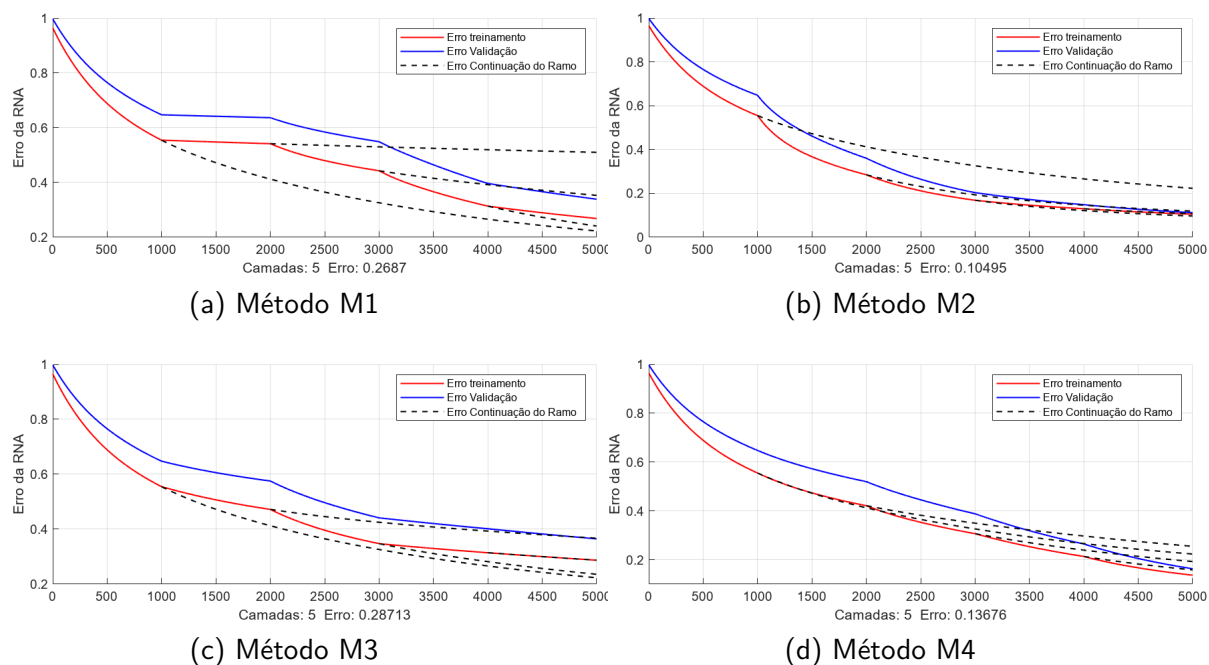 1
0.8
0.6
0.4
0.2
Erro da RNA
Erro treinamento
Erro Validação
Erro Continuação do Ramo
0 500 1000 1500 2000 2500 3000 3500 4000 4500 5000
Camadas: 5 Erro: 0.2687
(a) Método M1
1
0.8
0.6
0.4
0.2
0
Erro da RNA
Erro treinamento
Erro Validação
Erro Continuação do Ramo
0 500 1000 1500 2000 2500 3000 3500 4000 4500 5000
Camadas: 5 Erro: 0.10495
(b) Método M2
1
0.8
0.6
0.4
0.2
Erro da RNA
Erro treinamento
Erro Validação
Erro Continuação do Ramo
0 500 1000 1500 2000 2500 3000 3500 4000 4500 5000
Camadas: 5 Erro: 0.28713
(c) Método M3
1
0.8
0.6
0.4
0.2
Erro da RNA
Erro treinamento
Erro Validação
Erro Continuação do Ramo
0 500 1000 1500 2000 2500 3000 3500 4000 4500 5000
Camadas: 5 Erro: 0.13676
(d) Método M4